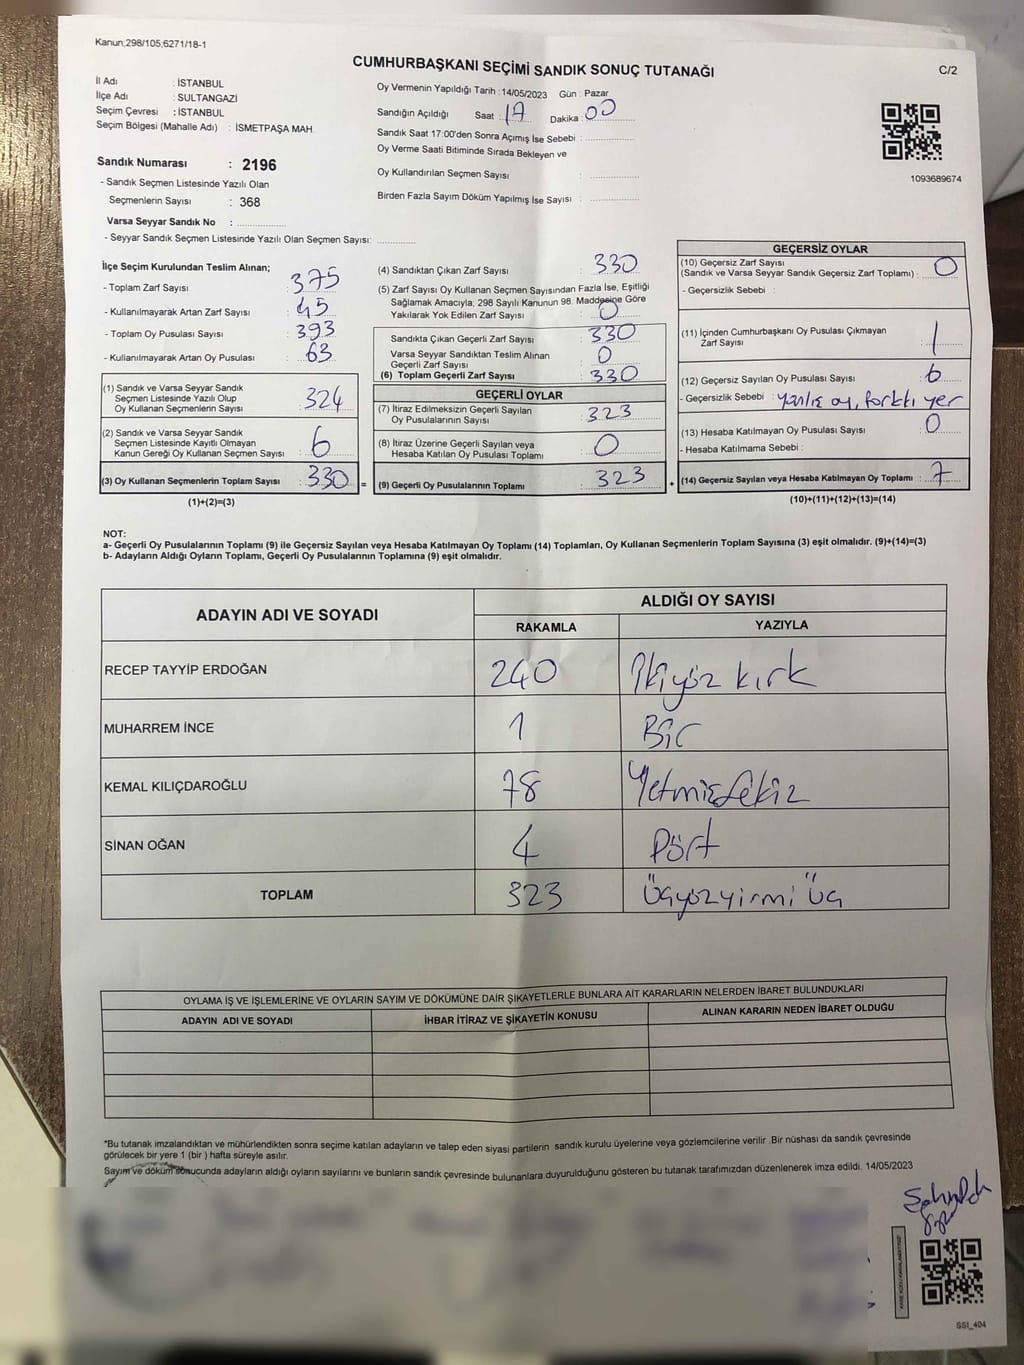 Kanun;298/105,6271/18-1
CUMHURBAŞKANI SEÇİMİ SANDIK SONUÇ TUTANAĞI
C/2
İl Adı : İSTANBUL
İlçe Adı : SULTANGAZİ
Seçim Çevresi : İSTANBUL
Seçim Bölgesi (Mahalle Adı) : İSMETPAŞA MAH.
Sandık Numarası : 2196
- Sandık Seçmen Listesinde Yazılı Olan
Seçmenlerin Sayısı : 368
Varsa Seyyar Sandık No :
- Seyyar Sandık Seçmen Listesinde Yazılı Olan Seçmen Sayısı:
Oy Vermenin Yapıldığı Tarih : 14/05/2023 Gün : Pazar
Sandığın Açıldığı Saat : 17 Dakika : 00
Sandık Saat 17:00'den Sonra Açımış İse Sebebi :
Oy Verme Saati Bitiminde Sırada Bekleyen ve
Oy Kullandırılan Seçmen Sayısı :
Birden Fazla Sayım Döküm Yapılmış İse Sayısı :
1093689674
İlçe Seçim Kurulundan Teslim Alınan;
- Toplam Zarf Sayısı : 375
- Kullanılmayarak Artan Zarf Sayısı : 45
- Toplam Oy Pusulası Sayısı : 393
- Kullanılmayarak Artan Oy Pusulası : 63
(1) Sandık ve Varsa Seyyar Sandık
Seçmen Listesinde Yazılı Olup
Oy Kullanan Seçmenlerin Sayısı : 324
(2) Sandık ve Varsa Seyyar Sandık
Seçmen Listesinde Kayıtlı Olmayan
Kanun Gereği Oy Kullanan Seçmen Sayısı : 6
(3) Oy Kullanan Seçmenlerin Toplam Sayısı : 330
(1)+(2)=(3)
(4) Sandıktan Çıkan Zarf Sayısı : 330
(5) Zarf Sayısı Oy Kullanan Seçmen Sayısından Fazla İse, Eşitliği
Sağlamak Amacıyla; 298 Sayılı Kanunun 98. Maddesine Göre
Yakılarak Yok Edilen Zarf Sayısı : 0
Sandıkta Çıkan Geçerli Zarf Sayısı : 330
Varsa Seyyar Sandıktan Teslim Alınan
Geçerli Zarf Sayısı : 0
(6) Toplam Geçerli Zarf Sayısı : 330
GEÇERLİ OYLAR
(7) İtiraz Edilmeksizin Geçerli Sayılan
Oy Pusulalarının Sayısı : 323
(8) İtiraz Üzerine Geçerli Sayılan veya
Hesaba Katılan Oy Pusulası Toplamı : 0
= (9) Geçerli Oy Pusulalarının Toplamı : 323
GEÇERSİZ OYLAR
(10) Geçersiz Zarf Sayısı
(Sandık ve Varsa Seyyar Sandık Geçersiz Zarf Toplamı) : 0
- Geçersizlik Sebebi :
(11) İçinden Cumhurbaşkanı Oy Pusulası Çıkmayan
Zarf Sayısı : 1
(12) Geçersiz Sayılan Oy Pusulası Sayısı : 6
- Geçersizlik Sebebi : yanlış oy, farklı yer
(13) Hesaba Katılmayan Oy Pusulası Sayısı : 0
- Hesaba Katılmama Sebebi :
+ (14) Geçersiz Sayılan veya Hesaba Katılmayan Oy Toplamı : 7
(10)+(11)+(12)+(13)=(14)
NOT:
a- Geçerli Oy Pusulalarının Toplamı (9) ile Geçersiz Sayılan veya Hesaba Katılmayan Oy Toplamı (14) Toplamları, Oy Kullanan Seçmenlerin Toplam Sayısına (3) eşit olmalıdır. (9)+(14)=(3)
b- Adayların Aldığı Oyların Toplamı, Geçerli Oy Pusulalarının Toplamına (9) eşit olmalıdır.
ADAYIN ADI VE SOYADI
ALDIĞI OY SAYISI
RAKAMLA YAZIYLA
RECEP TAYYİP ERDOĞAN 240 İkiyüz kırk
MUHARREM İNCE 1 Bir
KEMAL KILIÇDAROĞLU 78 Yetmişsekiz
SİNAN OĞAN 4 Dört
TOPLAM 323 Üçyüzyirmi üç
OYLAMA İŞ VE İŞLEMLERİNE VE OYLARIN SAYIM VE DÖKÜMÜNE DAİR ŞİKAYETLERLE BUNLARA AİT KARARLARIN NELERDEN İBARET BULUNDUKLARI
ADAYIN ADI VE SOYADI İHBAR İTİRAZ VE ŞİKAYETİN KONUSU ALINAN KARARIN NEDEN İBARET OLDUĞU
*Bu tutanak imzalandıktan ve mühürlendikten sonra seçime katılan adayların ve talep eden siyasi partilerin sandık kurulu üyelerine veya gözlemcilerine verilir .Bir nüshası da sandık çevresinde
görülecek bir yere 1 (bir ) hafta süreyle asılır.
Sayım ve döküm sonucunda adayların aldığı oyların sayılarını ve bunların sandık çevresinde bulunanlara duyurulduğunu gösteren bu tutanak tarafımızdan düzenlenerek imza edildi. 14/05/2023
SSI_404